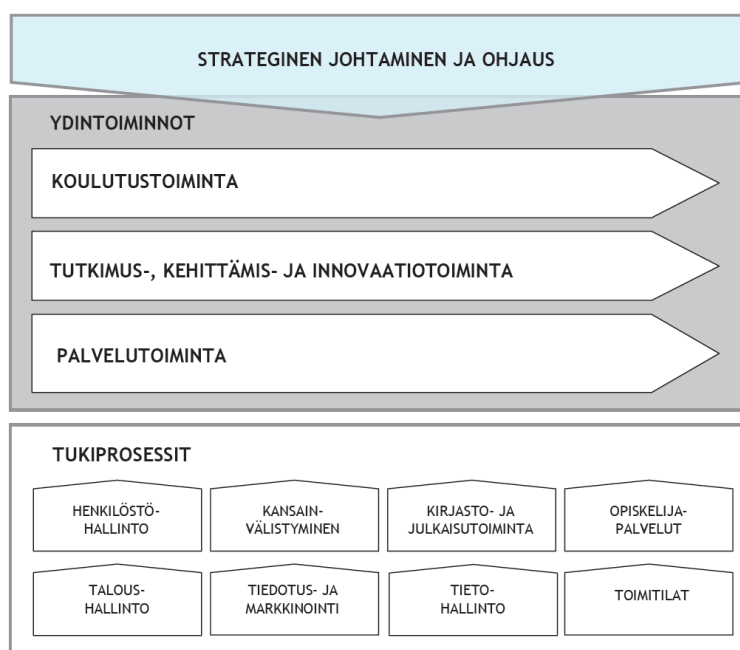 STRATEGINEN JOHTAMINEN JA OHJAUS
YDINTOIMINNOT
KOULUTUSTOIMINTA
TUTKIMUS-, KEHITTÄMIS- JA INNOVAATIOTOIMINTA
PALVELUTOIMINTA
TUKIPROSESSIT
HENKILÖSTÖ-
HALLINTO
KANSAIN-
VÄLISTYMINEN
KIRJASTO- JA
JULKAISUTOIMINTA
OPISKELIJA-
PALVELUT
TALOUS-
HALLINTO
TIEDOTUS- JA
MARKKINOINTI
TIETO-
HALLINTO
TOIMITILAT